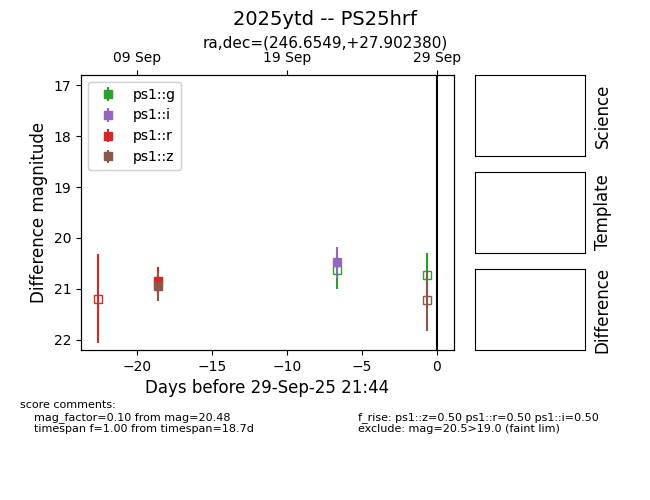 2025ytd -- PS25hrf
ra,dec=(246.6549,+27.902380)
09 Sep
19 Sep
29 Sep
17
18
19
20
21
22
Difference magnitude
ps1::g
ps1::i
ps1::r
ps1::z
−20
−15
−10
−5
0
Days before 29-Sep-25 21:44
Science
Template
Difference
score comments:
mag_factor=0.10 from mag=20.48
timespan f=1.00 from timespan=18.7d
f_rise: ps1::z=0.50 ps1::r=0.50 ps1::i=0.50
exclude: mag=20.5>19.0 (faint lim)